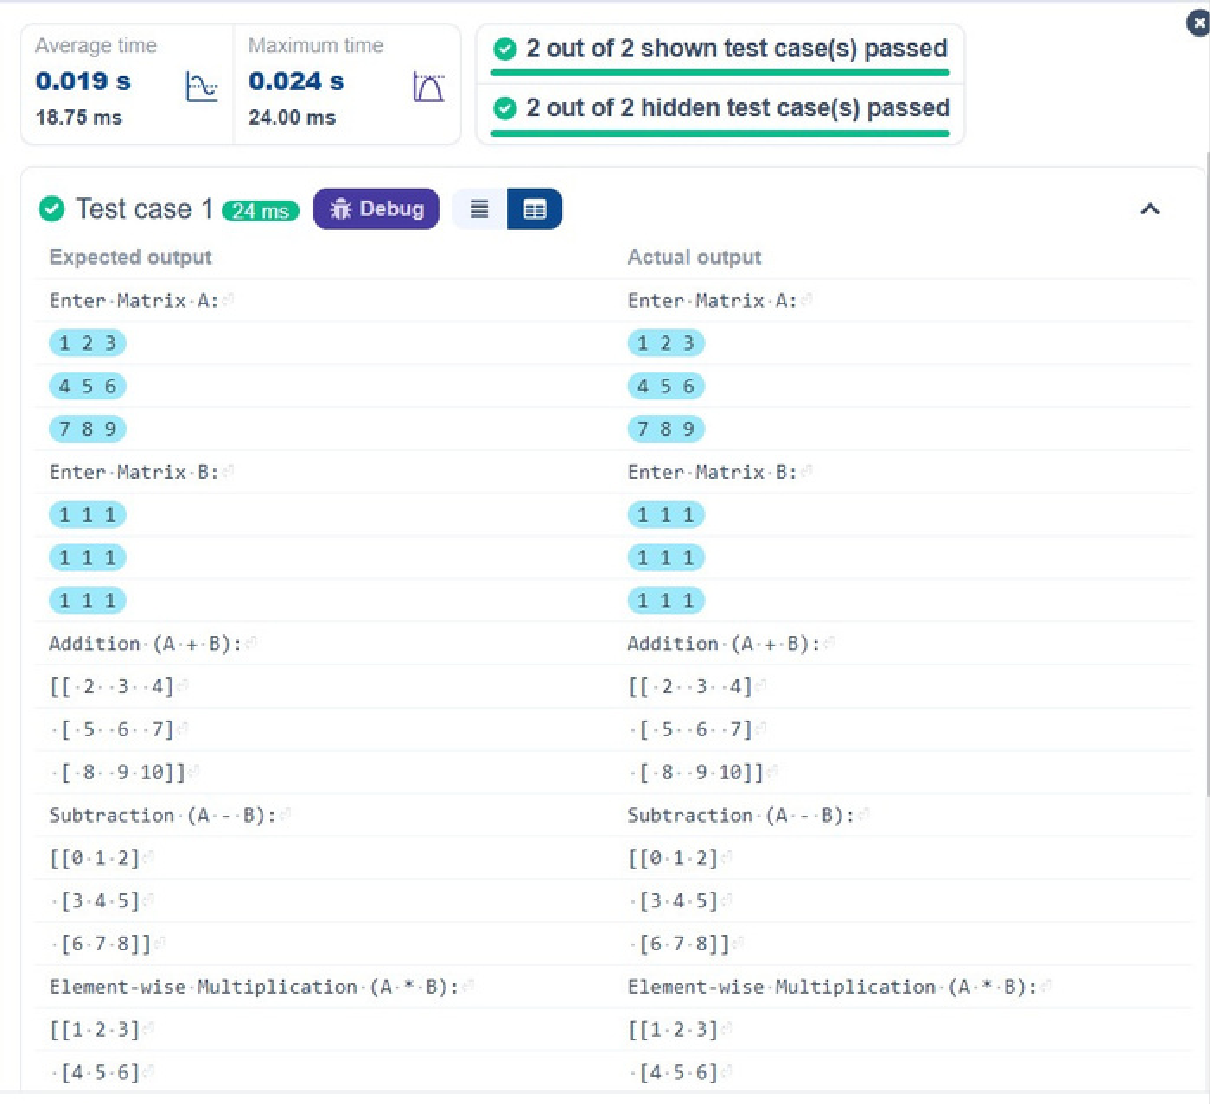 Average time
0.019 s
18.75 ms
Maximum time
0.024 s
24.00 ms
2 out of 2 shown test case(s) passed
2 out of 2 hidden test case(s) passed
Test case 1 24 ms Debug
Expected output Actual output
Enter·Matrix·A:⏎ Enter·Matrix·A:⏎
1 2 3 1 2 3
4 5 6 4 5 6
7 8 9 7 8 9
Enter·Matrix·B:⏎ Enter·Matrix·B:⏎
1 1 1 1 1 1
1 1 1 1 1 1
1 1 1 1 1 1
Addition·(A·+·B):⏎ Addition·(A·+·B):⏎
[[·2··3··4]⏎ [[·2··3··4]⏎
·[·5··6··7]⏎ ·[·5··6··7]⏎
·[·8··9·10]]⏎ ·[·8··9·10]]⏎
Subtraction·(A·-·B):⏎ Subtraction·(A·-·B):⏎
[[0·1·2]⏎ [[0·1·2]⏎
·[3·4·5]⏎ ·[3·4·5]⏎
·[6·7·8]]⏎ ·[6·7·8]]⏎
Element-wise·Multiplication·(A·*·B):⏎ Element-wise·Multiplication·(A·*·B):⏎
[[1·2·3]⏎ [[1·2·3]⏎
·[4·5·6]⏎ ·[4·5·6]⏎